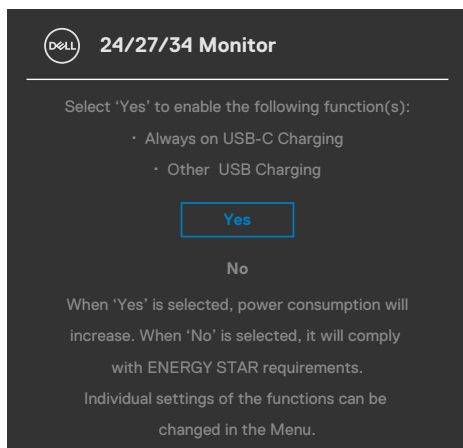 DELL 24/27/34 Monitor
Select ‘Yes’ to enable the following function(s):
· Always on USB-C Charging
· Other USB Charging
Yes
No
When ‘Yes’ is selected, power consumption will
increase. When ‘No’ is selected, it will comply
with ENERGY STAR requirements.
Individual settings of the functions can be
changed in the Menu.